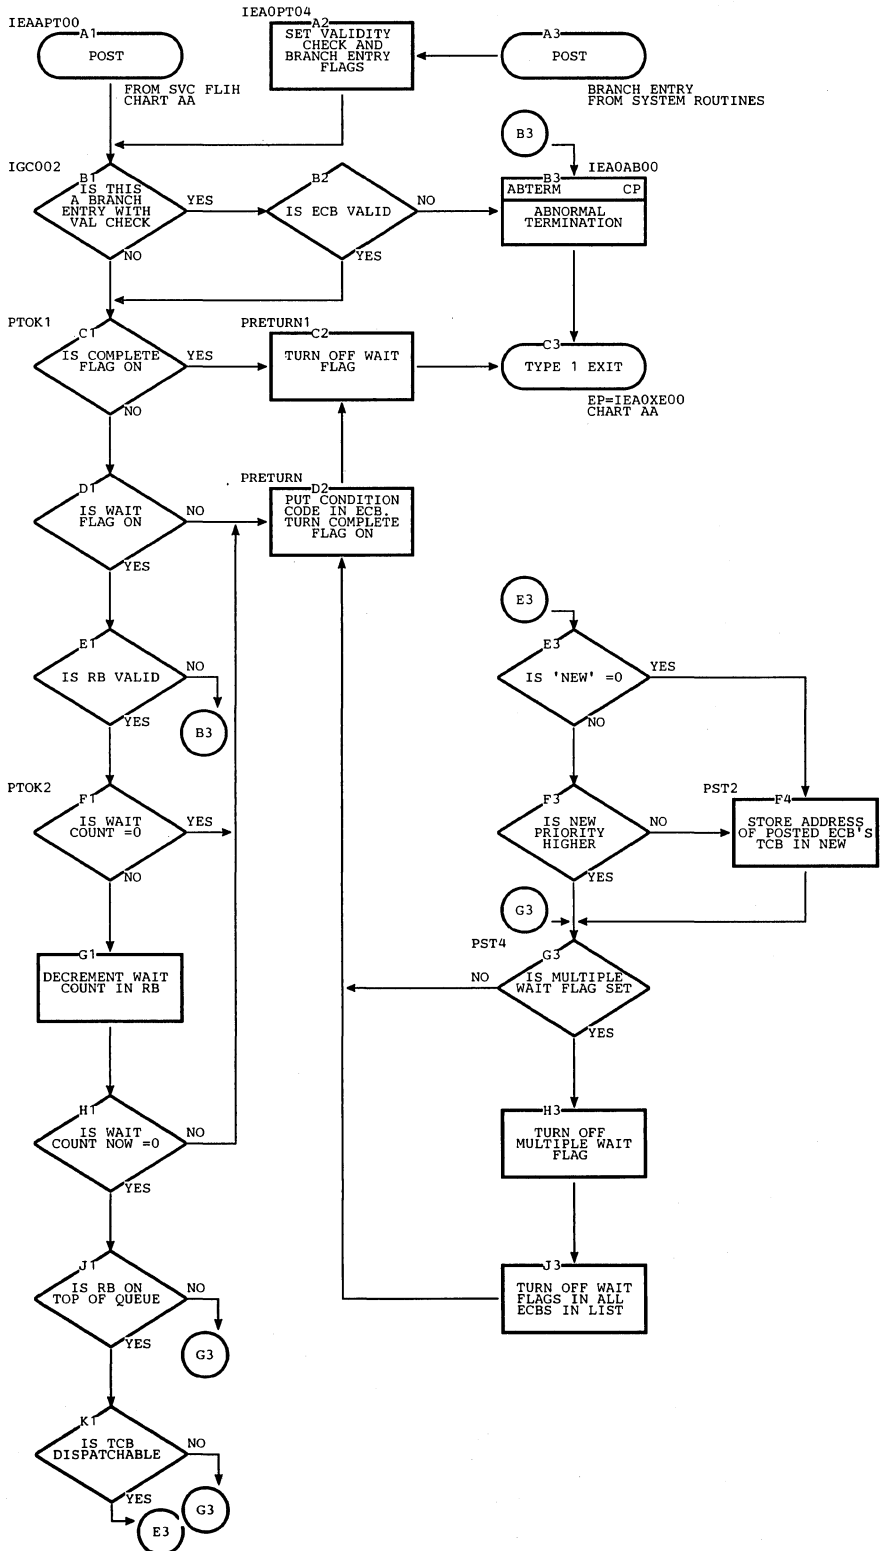 IEAAPT00
A1
POST
FROM SVC FLIH
CHART AA
IEA0PT04
A2
SET VALIDITY
CHECK AND
BRANCH ENTRY
FLAGS
A3
POST
BRANCH ENTRY
FROM SYSTEM ROUTINES
B3
IGC002
B1
IS THIS
A BRANCH
ENTRY WITH
VAL CHECK
YES
NO
B2
IS ECB VALID
NO
YES
IEA0AB00
B3
ABTERM CP
ABNORMAL
TERMINATION
PTOK1
C1
IS COMPLETE
FLAG ON
YES
NO
PRETURN1
C2
TURN OFF WAIT
FLAG
C3
TYPE 1 EXIT
EP=IEA0XE00
CHART AA
D1
IS WAIT
FLAG ON
NO
YES
PRETURN
D2
PUT CONDITION
CODE IN ECB.
TURN COMPLETE
FLAG ON
E1
IS RB VALID
NO
YES
B3
E3
E3
IS 'NEW' =0
YES
NO
PTOK2
F1
IS WAIT
COUNT =0
YES
NO
F3
IS NEW
PRIORITY
HIGHER
NO
YES
PST2
F4
STORE ADDRESS
OF POSTED ECB'S
TCB IN NEW
G1
DECREMENT WAIT
COUNT IN RB
G3
PST4
G3
IS MULTIPLE
WAIT FLAG SET
NO
YES
H1
IS WAIT
COUNT NOW =0
NO
YES
H3
TURN OFF
MULTIPLE WAIT
FLAG
J1
IS RB ON
TOP OF QUEUE
NO
YES
G3
J3
TURN OFF WAIT
FLAGS IN ALL
ECBS IN LIST
K1
IS TCB
DISPATCHABLE
NO
YES
G3
E3